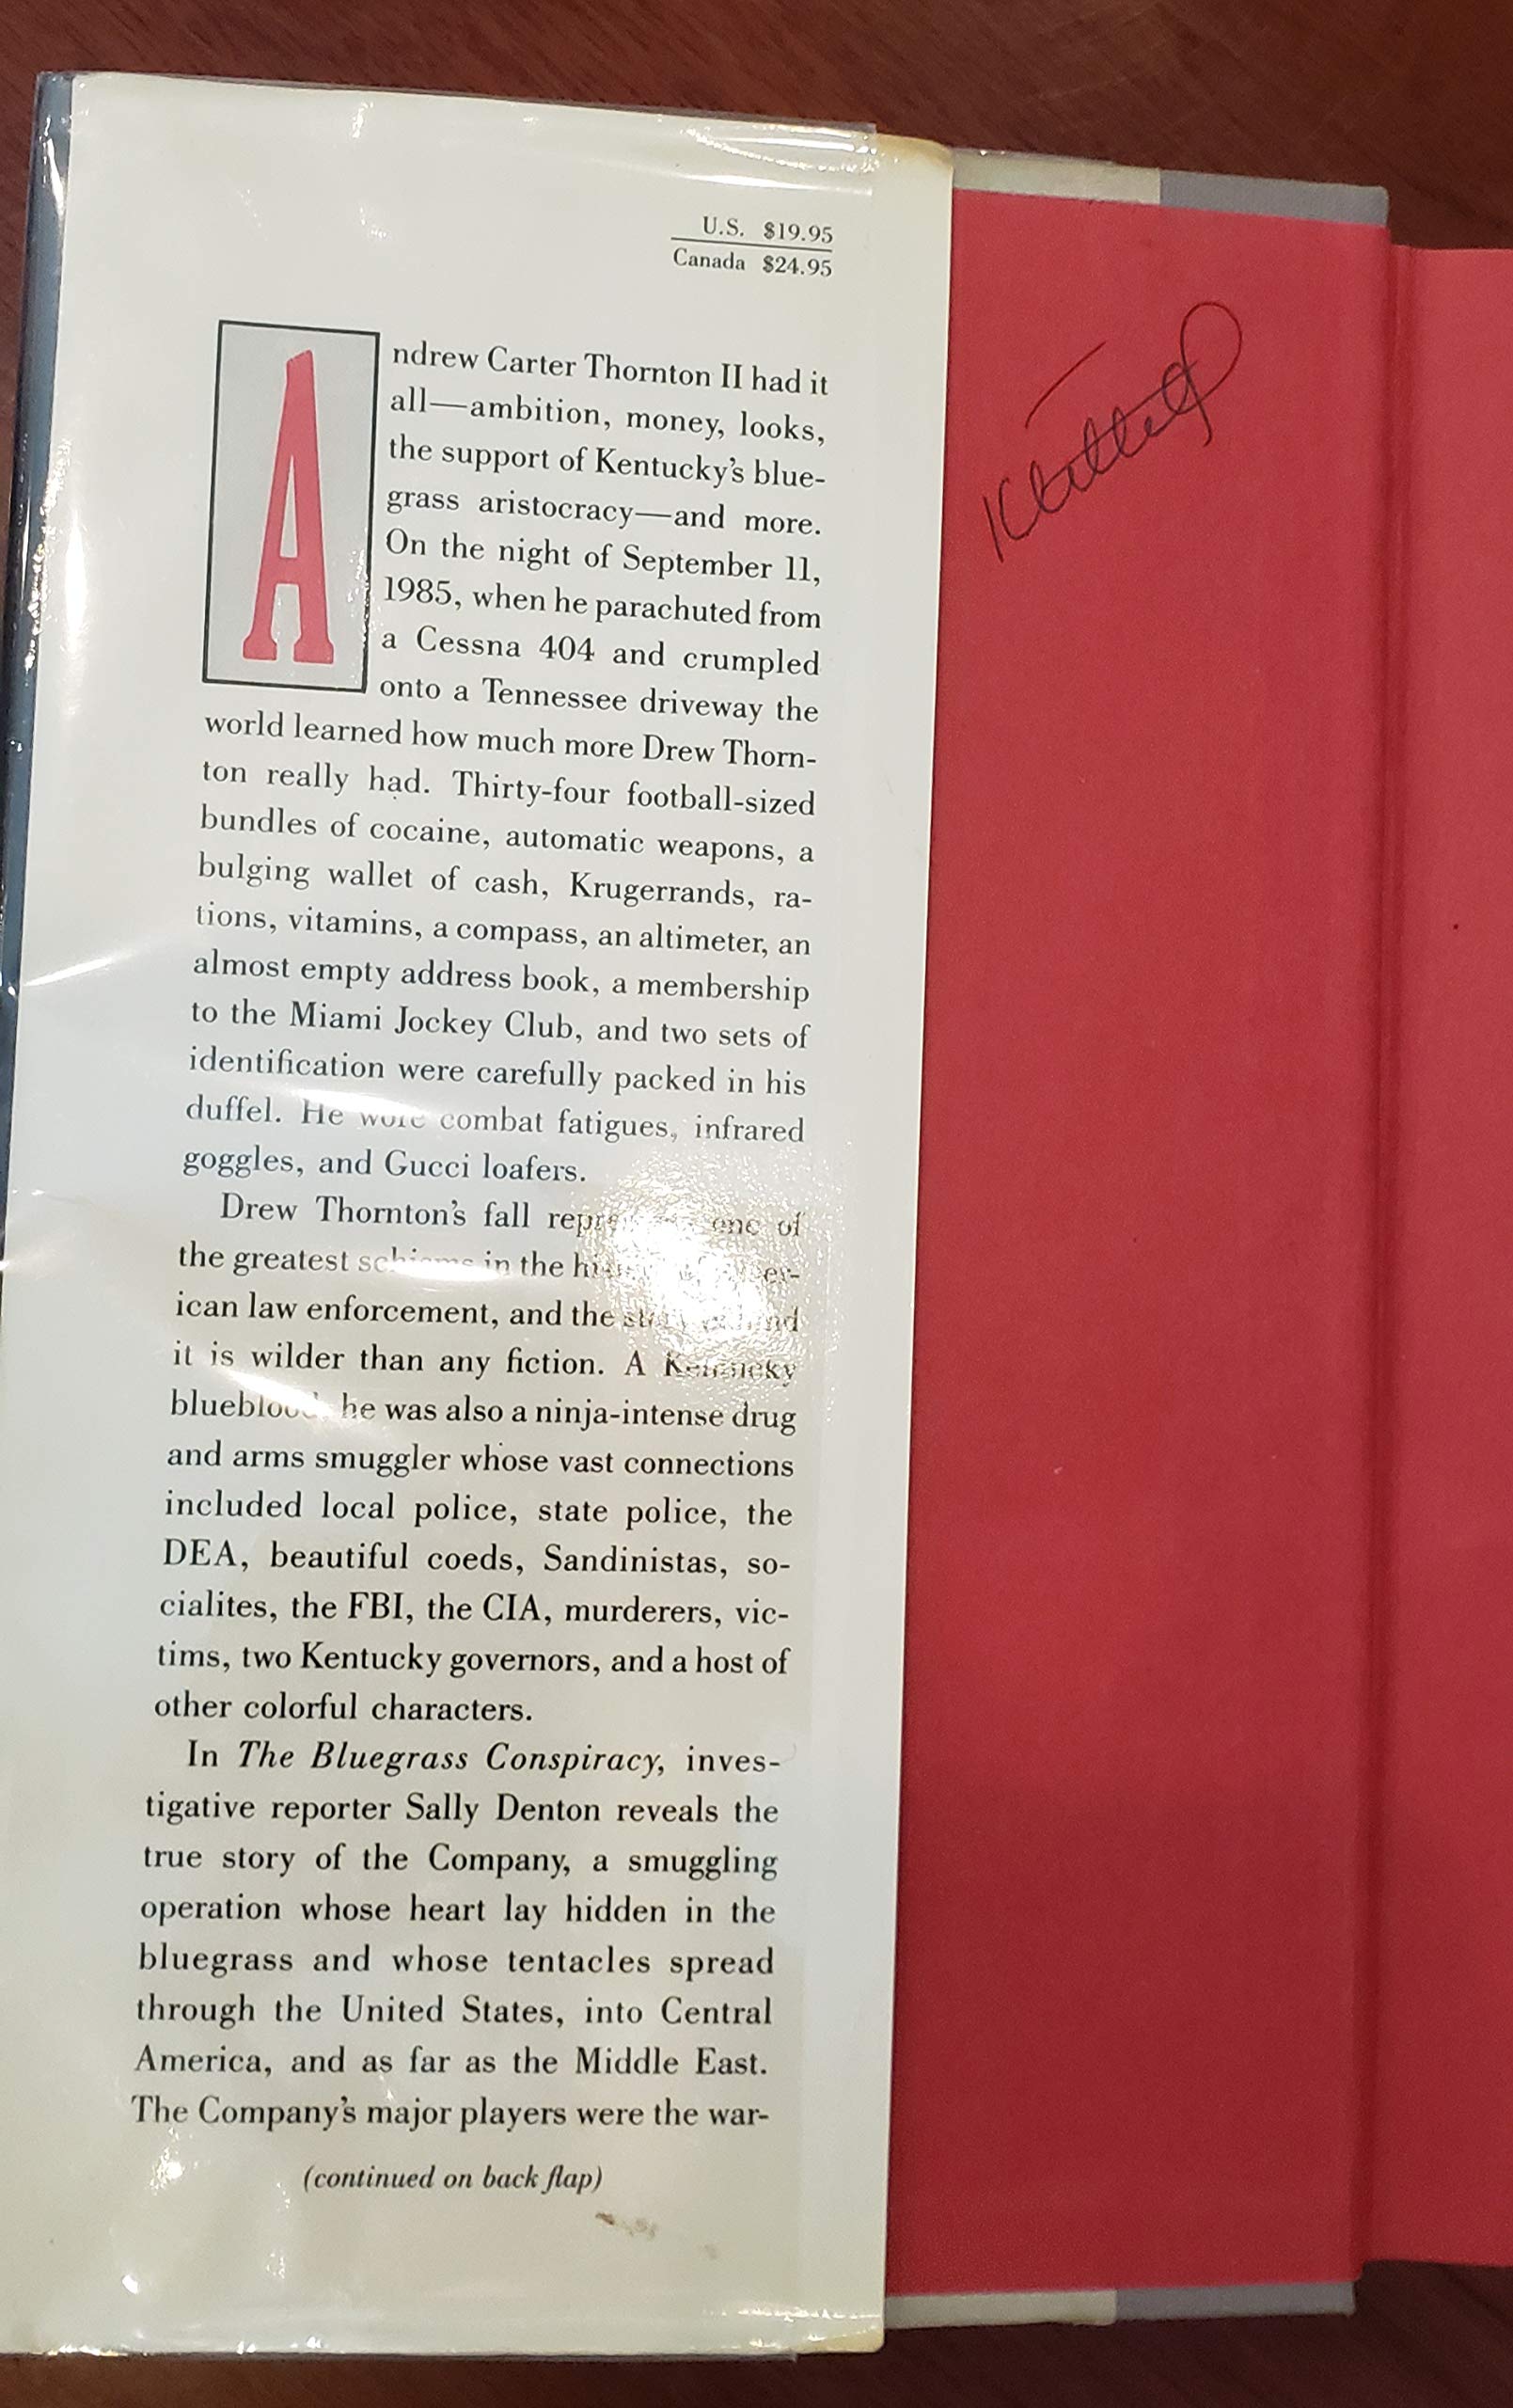 U.S. $19.95
Canada $24.95
Andrew Carter Thornton II had it
all—ambition, money, looks,
the support of Kentucky's blue-
grass aristocracy—and more.
On the night of September 11,
1985, when he parachuted from
a Cessna 404 and crumpled
onto a Tennessee driveway the
world learned how much more Drew Thorn-
ton really had. Thirty-four football-sized
bundles of cocaine, automatic weapons, a
bulging wallet of cash, Krugerrands, ra-
tions, vitamins, a compass, an altimeter, an
almost empty address book, a membership
to the Miami Jockey Club, and two sets of
identification were carefully packed in his
duffel. He wore combat fatigues, infrared
goggles, and Gucci loafers.
Drew Thornton's fall one of
the greatest schisms in the
ican law enforcement, and the
it is wilder than any fiction. A Kentucky
blueblood, he was also a ninja-intense drug
and arms smuggler whose vast connections
included local police, state police, the
DEA, beautiful coeds, Sandinistas, so-
cialites, the FBI, the CIA, murderers, vic-
tims, two Kentucky governors, and a host of
other colorful characters.
In The Bluegrass Conspiracy, inves-
tigative reporter Sally Denton reveals the
true story of the Company, a smuggling
operation whose heart lay hidden in the
bluegrass and whose tentacles spread
through the United States, into Central
America, and as far as the Middle East.
The Company's major players were the war-
(continued on back flap)